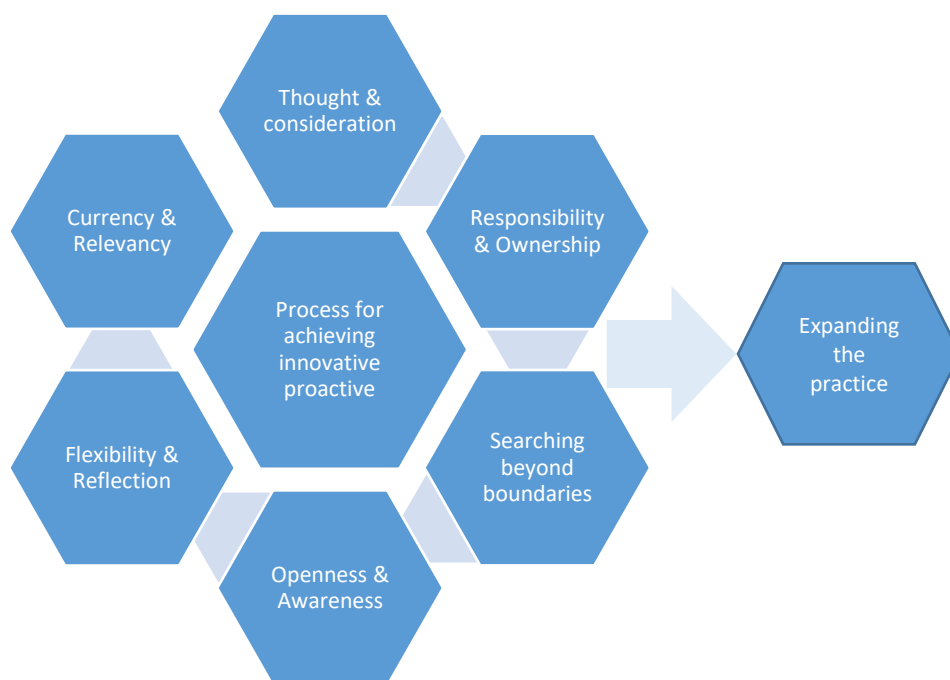 Thought &
consideration
Responsibility
& Ownership
Searching
beyond
boundaries
Openness &
Awareness
Flexibility &
Reflection
Currency &
Relevancy
Process for
achieving
innovative
proactive
Expanding
the
practice